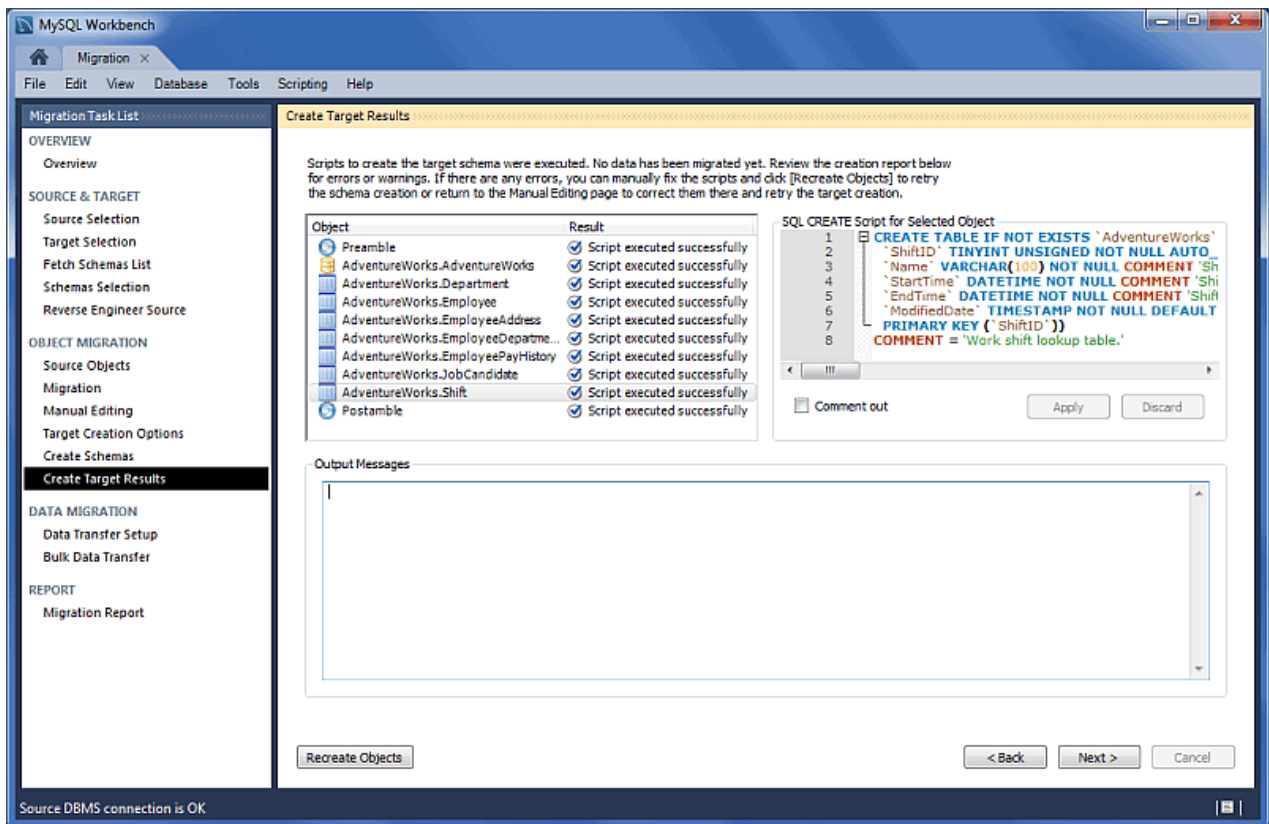 MySQL Workbench
Migration
File Edit View Database Tools Scripting Help
Migration Task List
OVERVIEW
Overview
SOURCE & TARGET
Source Selection
Target Selection
Fetch Schemas List
Schemas Selection
Reverse Engineer Source
OBJECT MIGRATION
Source Objects
Migration
Manual Editing
Target Creation Options
Create Schemas
Create Target Results
DATA MIGRATION
Data Transfer Setup
Bulk Data Transfer
REPORT
Migration Report
Create Target Results
Scripts to create the target schema were executed. No data has been migrated yet. Review the creation report below
for errors or warnings. If there are any errors, you can manually fix the scripts and click [Recreate Objects] to retry
the schema creation or return to the Manual Editing page to correct them there and retry the target creation.
Object Result
Preamble Script executed successfully
AdventureWorks.AdventureWorks Script executed successfully
AdventureWorks.Department Script executed successfully
AdventureWorks.Employee Script executed successfully
AdventureWorks.EmployeeAddress Script executed successfully
AdventureWorks.EmployeeDepartme... Script executed successfully
AdventureWorks.EmployeePayHistory Script executed successfully
AdventureWorks.JobCandidate Script executed successfully
AdventureWorks.Shift Script executed successfully
Postamble Script executed successfully
SQL CREATE Script for Selected Object
1 CREATE TABLE IF NOT EXISTS `AdventureWorks`
2 `ShiftID` TINYINT UNSIGNED NOT NULL AUTO_
3 `Name` VARCHAR(100) NOT NULL COMMENT 'Sh
4 `StartTime` DATETIME NOT NULL COMMENT 'Shi
5 `EndTime` DATETIME NOT NULL COMMENT 'Shift
6 `ModifiedDate` TIMESTAMP NOT NULL DEFAULT
7 PRIMARY KEY (`ShiftID`))
8 COMMENT = 'Work shift lookup table.'
Comment out Apply Discard
Output Messages
Recreate Objects < Back Next > Cancel
Source DBMS connection is OK